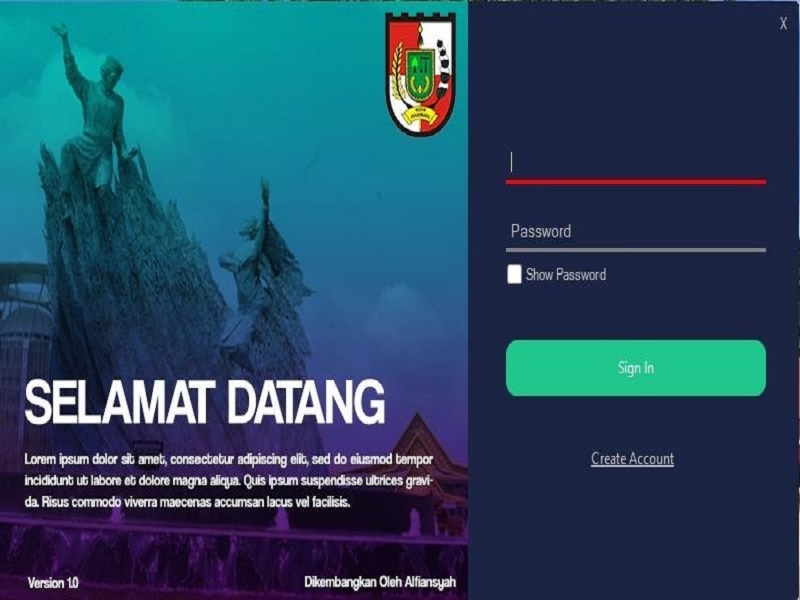 X
Password
Show Password
Sign In
Create Account
SELAMAT DATANG
Lorem ipsum dolor sit amet, consectetur adipiscing elit, sed do eiusmod tempor
incididunt ut labore et dolore magna aliqua. Quis ipsum suspendisse ultrices gravi-
da. Risus commodo viverra maecenas accumsan lacus vel facilisis.
Version 1.0
Dikembangkan Oleh Alfiansyah